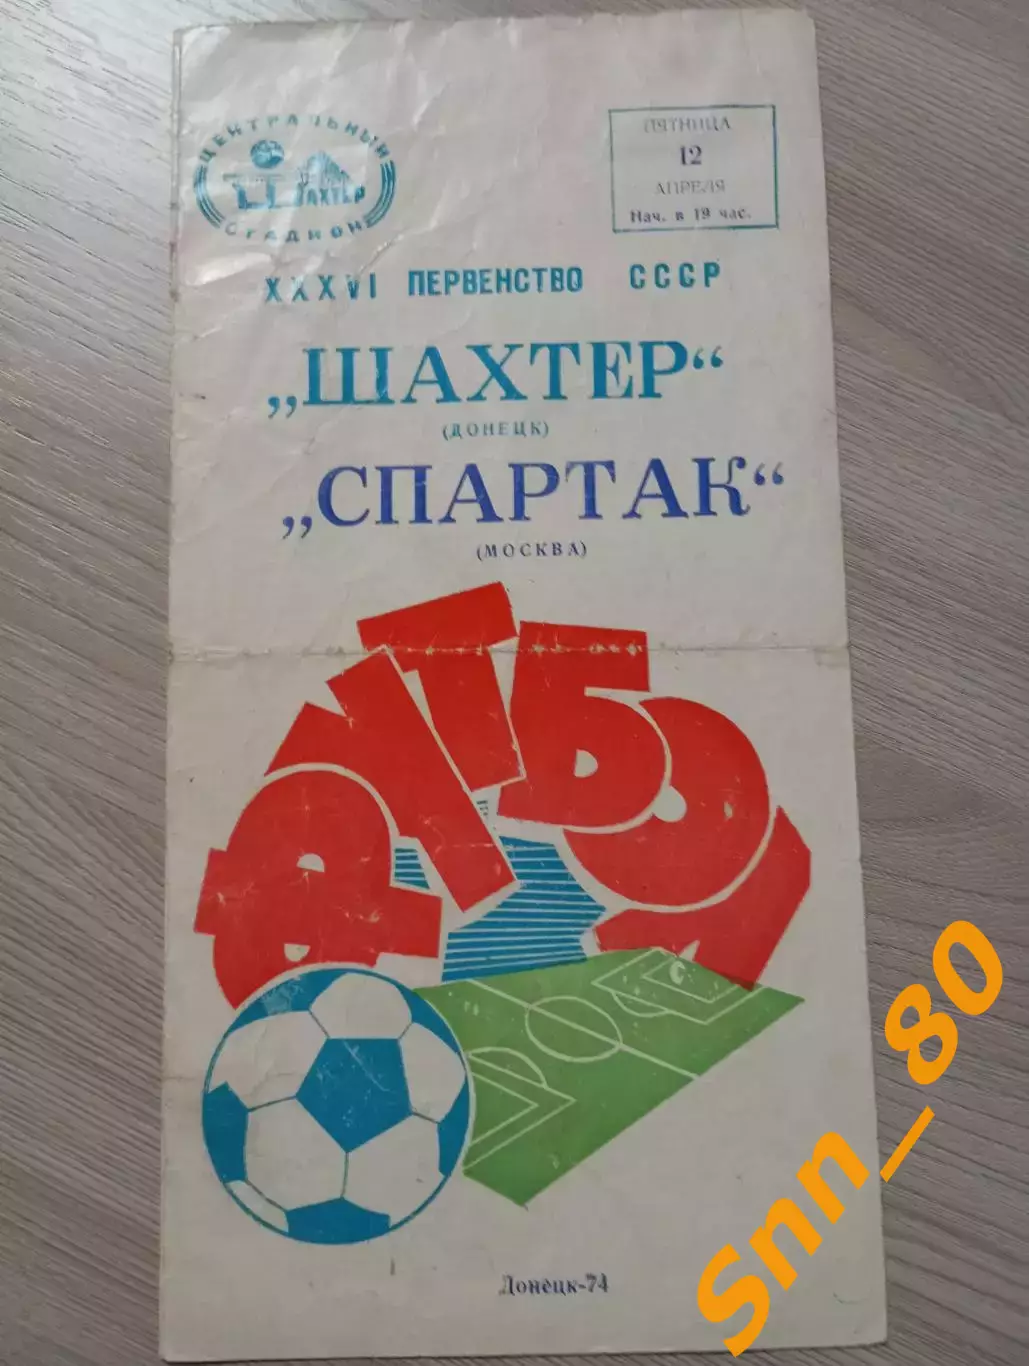 ЦЕНТРАЛЬНЫЙ
ШАХТЕР
СТАДИОН
ПЯТНИЦА
12
АПРЕЛЯ
Нач. в 19 час.
XXXVI ПЕРВЕНСТВО СССР
„ШАХТЕР“
(ДОНЕЦК)
„СПАРТАК“
(МОСКВА)
ФУТБОЛ
Донецк-74
Snn_80